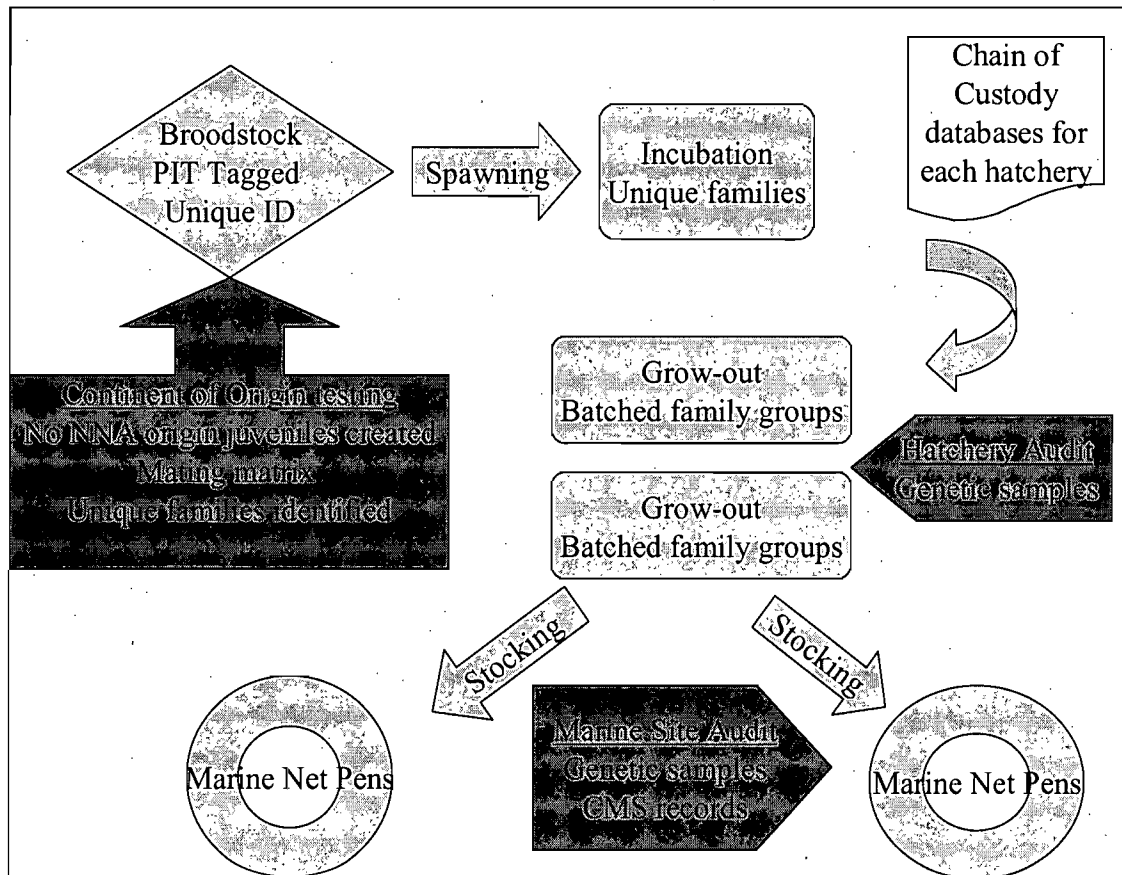 Broodstock
PIT Tagged
Unique ID
Spawning
Incubation
Unique families
Chain of
Custody
databases for
each hatchery
Continent of Origin testing
No NNA origin juveniles created
Mating matrix
Unique families identified
Grow-out
Batched family groups
Hatchery Audit
Genetic samples
Grow-out
Batched family groups
Stocking
Stocking
Marine Site Audit
Genetic samples
CMS records
Marine Net Pens
Marine Net Pens